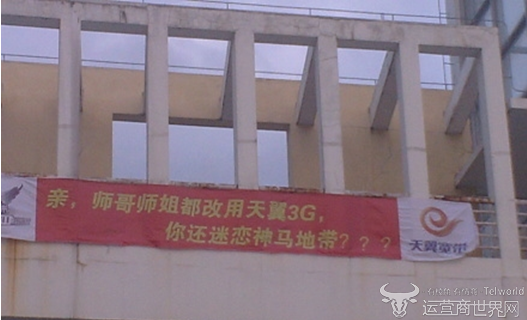 亲，师哥师姐都改用天翼3G，
你还迷恋神马地带？？？
天翼宽带
Telworld
运营商世界网